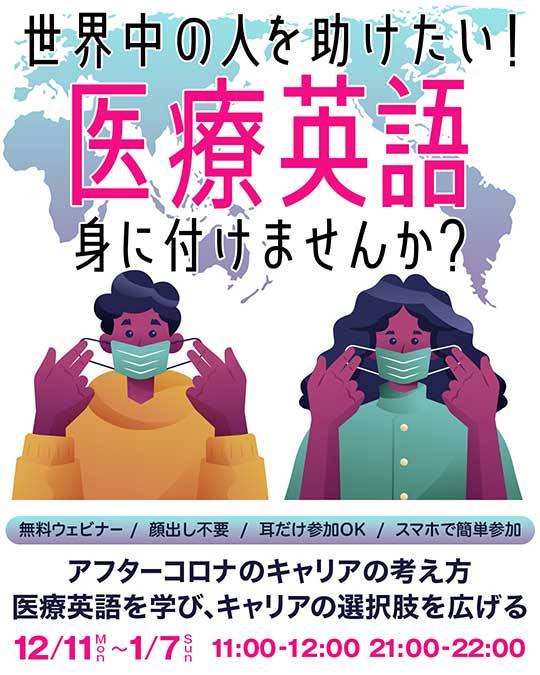 世界中の人を助けたい！
医療英語
身に付けませんか？
無料ウェビナー / 顔出し不要 / 耳だけ参加OK / スマホで簡単参加
アフターコロナのキャリアの考え方
医療英語を学び、キャリアの選択肢を広げる
12/11Mon～1/7Sun 11:00-12:00 21:00-22:00